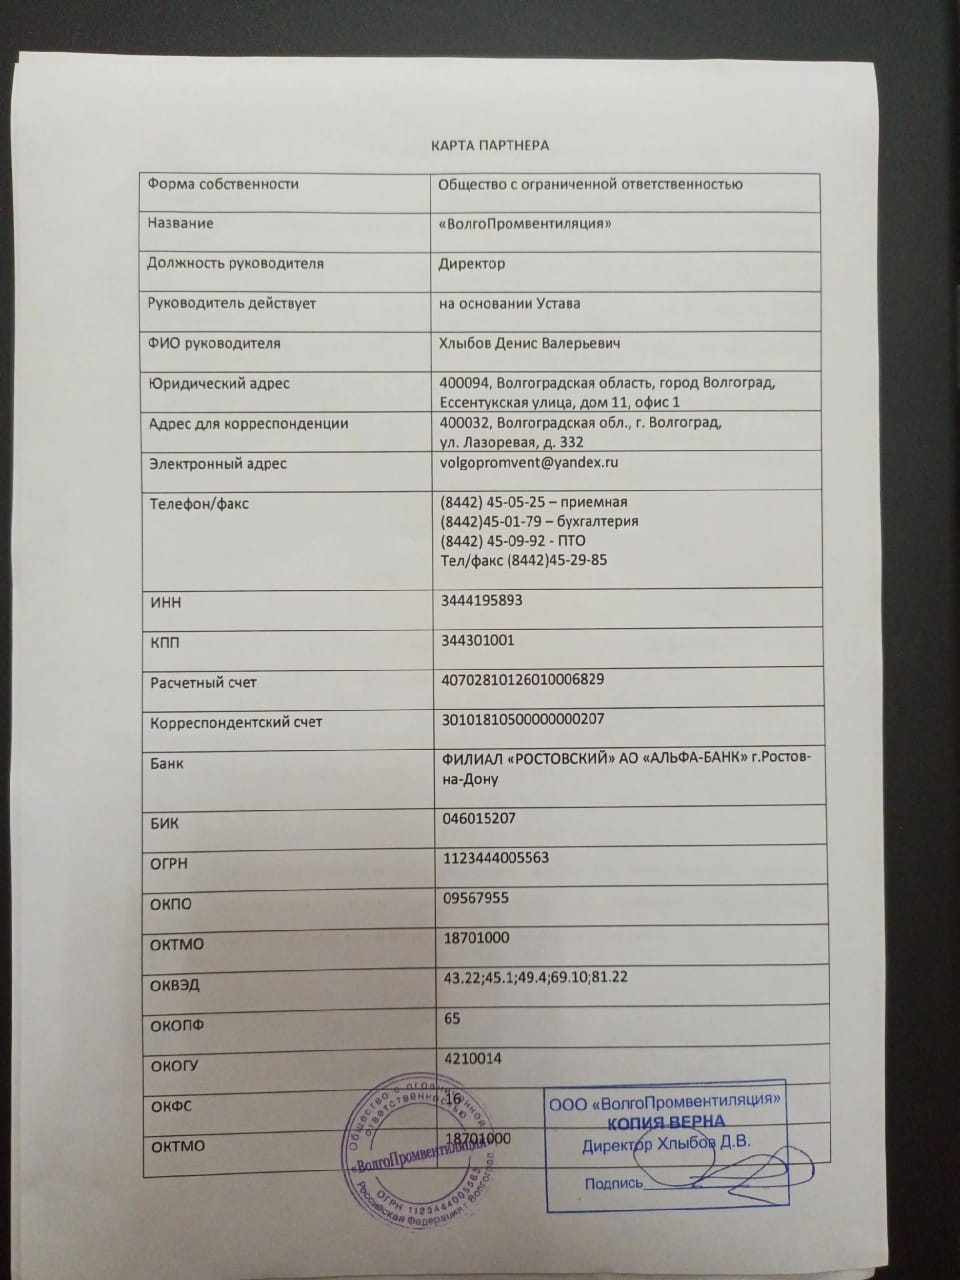 КАРТА ПАРТНЕРА
Форма собственности
Общество с ограниченной ответственностью
Название
«ВолгоПромвентиляция»
Должность руководителя
Директор
Руководитель действует
на основании Устава
ФИО руководителя
Хлыбов Денис Валерьевич
Юридический адрес
400094, Волгоградская область, город Волгоград,
Ессентукская улица, дом 11, офис 1
Адрес для корреспонденции
400032, Волгоградская обл., г. Волгоград,
ул. Лазоревая, д. 332
Электронный адрес
volgopromvent@yandex.ru
Телефон/факс
(8442) 45-05-25 – приемная
(8442)45-01-79 – бухгалтерия
(8442) 45-09-92 - ПТО
Тел/факс (8442)45-29-85
ИНН
3444195893
КПП
344301001
Расчетный счет
40702810126010006829
Корреспондентский счет
30101810500000000207
Банк
ФИЛИАЛ «РОСТОВСКИЙ» АО «АЛЬФА-БАНК» г.Ростов-
на-Дону
БИК
046015207
ОГРН
1123444005563
ОКПО
09567955
ОКТМО
18701000
ОКВЭД
43.22;45.1;49.4;69.10;81.22
ОКОПФ
65
ОКОГУ
4210014
ОКФС
16
ОКТМО
18701000
Общество с ограниченной
ответственностью
«ВолгоПромвентиляция»
ОГРН 1123444005563
Российская Федерация г. Волгоград
ООО «ВолгоПромвентиляция»
КОПИЯ ВЕРНА
Директор Хлыбов Д.В.
Подпись